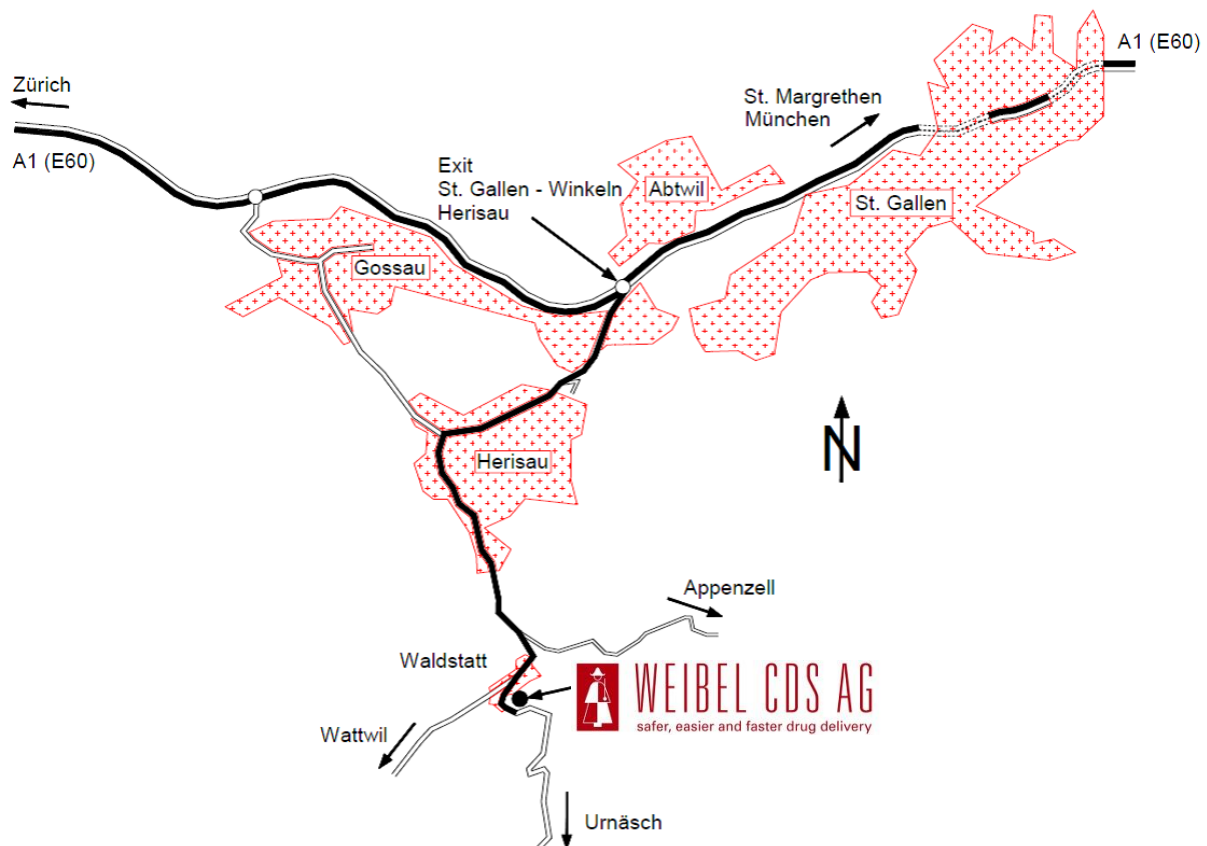 A1 (E60)
Zürich
St. Margrethen
München
A1 (E60)
Exit
St. Gallen - Winkeln
Herisau
Abtwil
St. Gallen
Gossau
N
Herisau
Appenzell
Waldstatt
WEIBEL CDS AG
safer, easier and faster drug delivery
Wattwil
Urnäsch